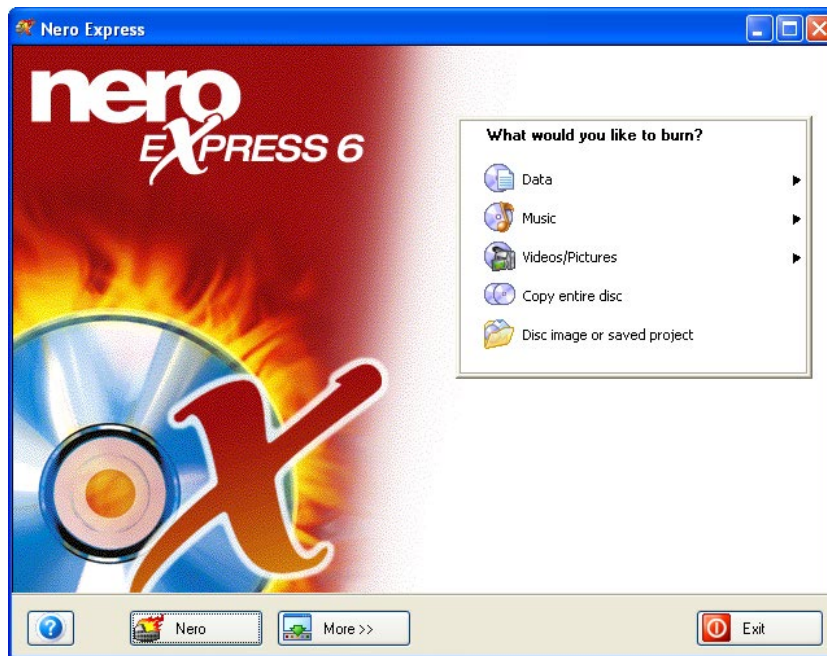 Nero Express
nero
EXPRESS 6
What would you like to burn?
Data
Music
Videos/Pictures
Copy entire disc
Disc image or saved project
?
Nero
More >>
Exit